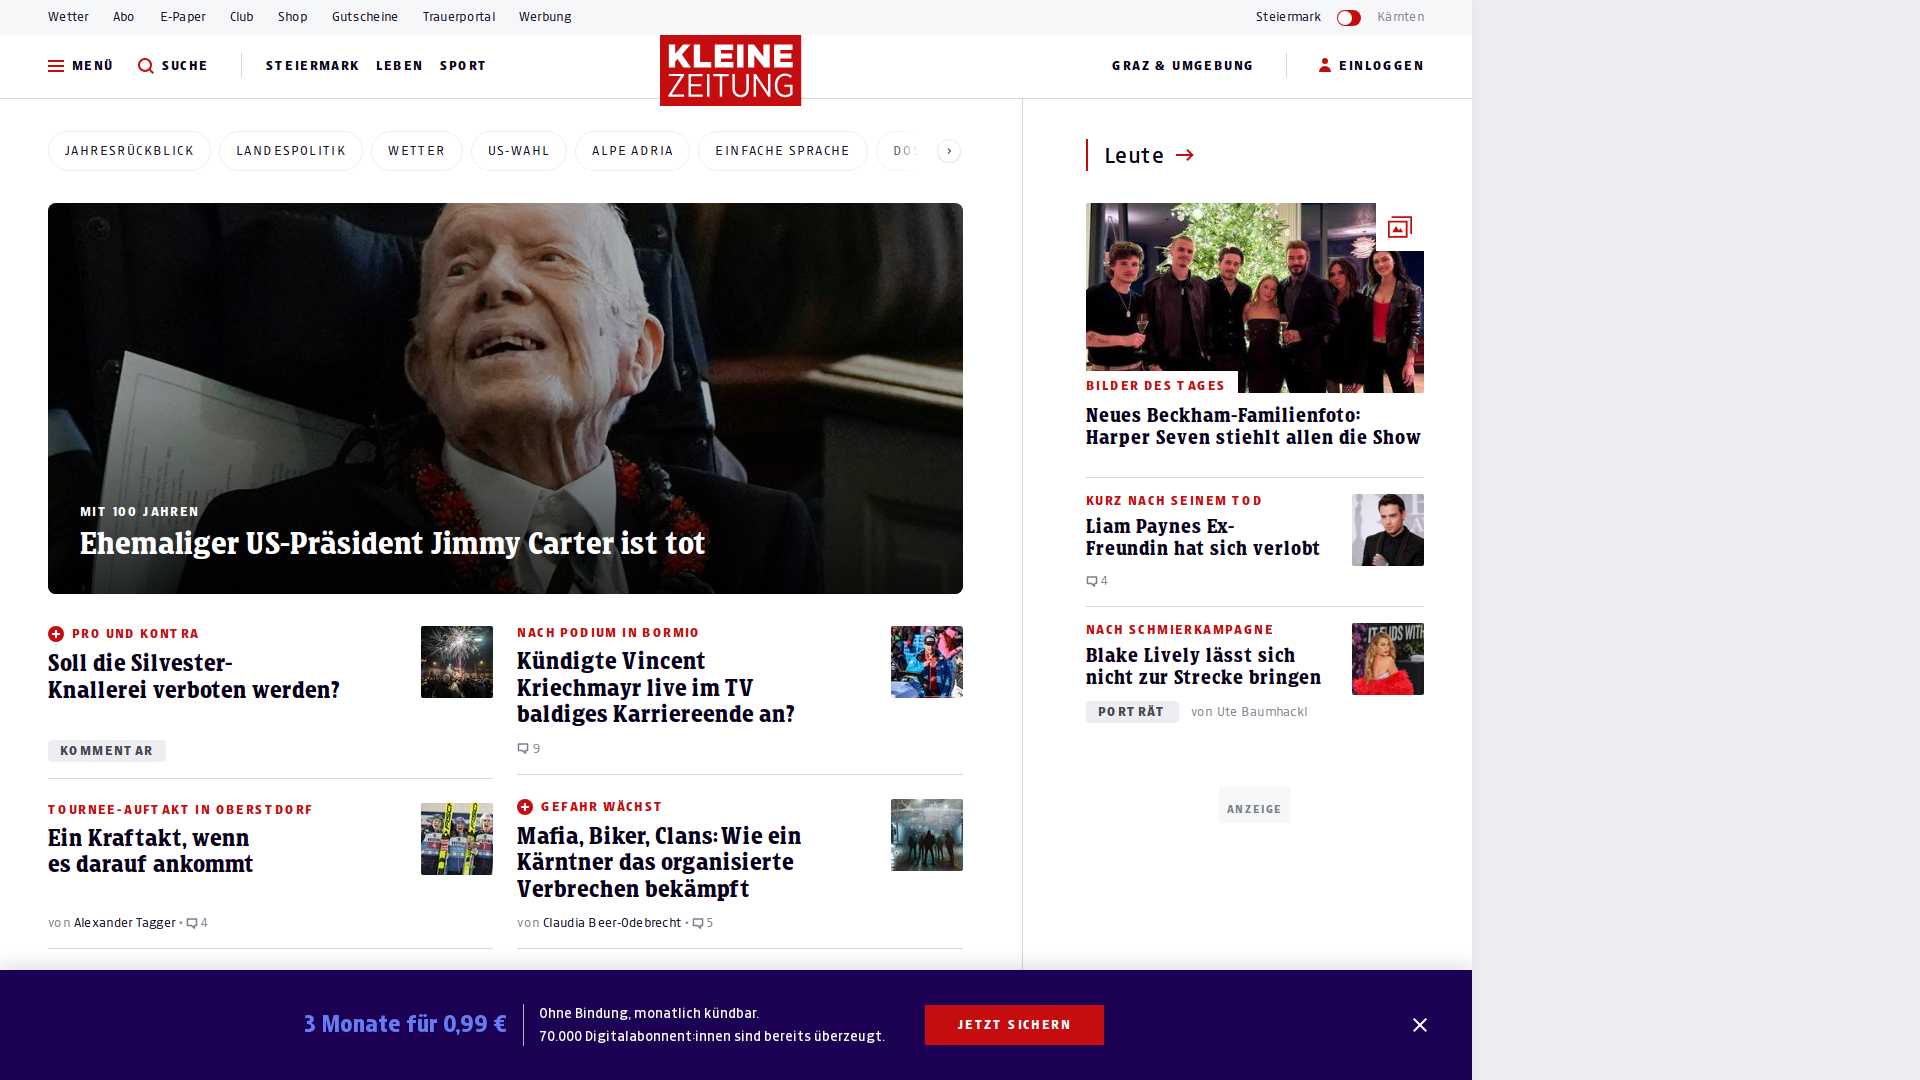 Wetter
Abo
E-Paper
Club
Shop
Gutscheine
Trauerportal
Werbung
Steiermark
Kärnten
MENÜ
SUCHE
STEIERMARK
LEBEN
SPORT
KLEINE
ZEITUNG
GRAZ & UMGEBUNG
EINLOGGEN
JAHRESRÜCKBLICK
LANDESPOLITIK
WETTER
US-WAHL
ALPE ADRIA
EINFACHE SPRACHE
MIT 100 JAHREN
Ehemaliger US-Präsident Jimmy Carter ist tot
PRO UND KONTRA
Soll die Silvester-
Knallerei verboten werden?
KOMMENTAR
NACH PODIUM IN BORMIO
Kündigte Vincent
Kriechmayr live im TV
baldiges Karriereende an?
9
TOURNEE-AUFTAKT IN OBERSTDORF
Ein Kraftakt, wenn
es darauf ankommt
von Alexander Tagger • 4
GEFAHR WÄCHST
Mafia, Biker, Clans: Wie ein
Kärntner das organisierte
Verbrechen bekämpft
von Claudia Beer-Odebrecht • 5
Leute
BILDER DES TAGES
Neues Beckham-Familienfoto:
Harper Seven stiehlt allen die Show
KURZ NACH SEINEM TOD
Liam Paynes Ex-
Freundin hat sich verlobt
4
NACH SCHMIERKAMPAGNE
Blake Lively lässt sich
nicht zur Strecke bringen
PORTRÄT
von Ute Baumhackl
ANZEIGE
3 Monate für 0,99 €
Ohne Bindung, monatlich kündbar.
70.000 Digitalabonnent:innen sind bereits überzeugt.
JETZT SICHERN